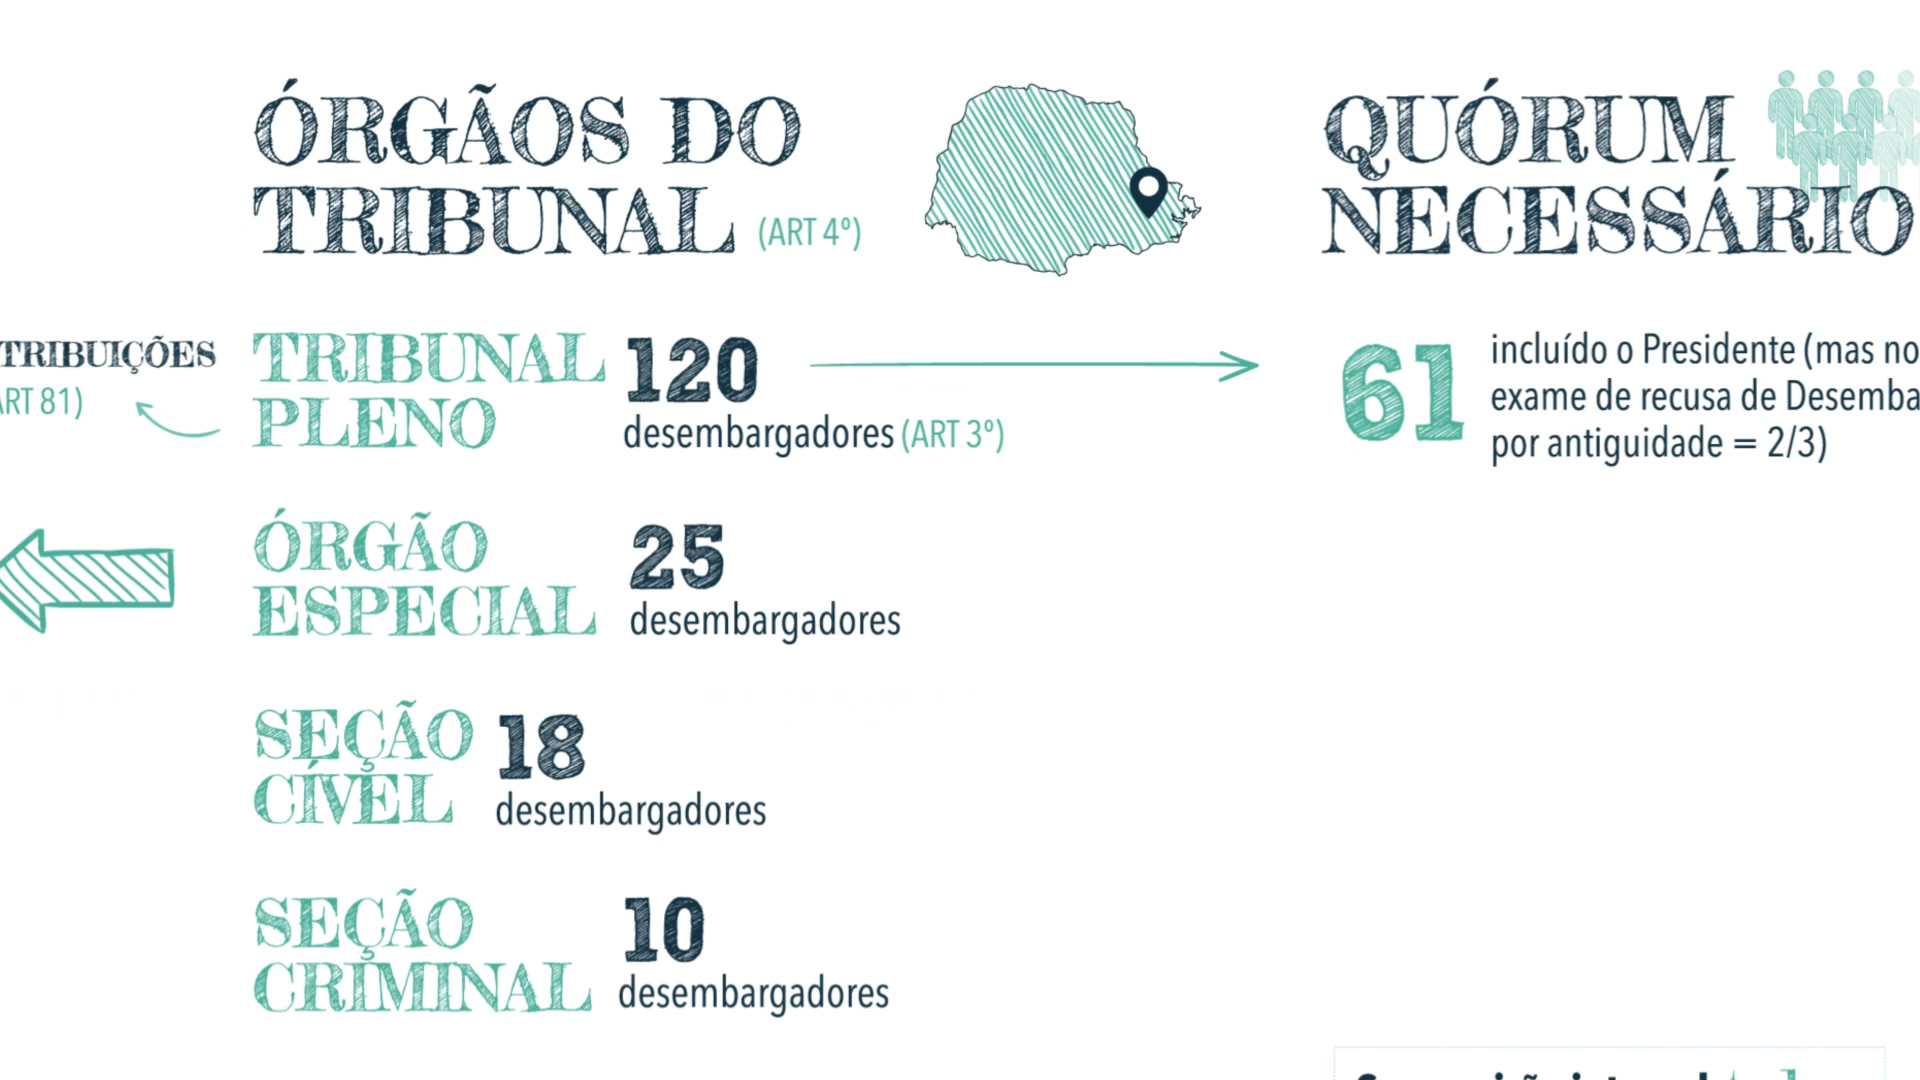 ÓRGÃOS DO
TRIBUNAL (ART 4º)
QUÓRUM
NECESSÁRIO
TRIBUIÇÕES
ART 81)
TRIBUNAL
PLENO
120
desembargadores (ART 3º)
61
incluído o Presidente (mas no
exame de recusa de Desemba
por antiguidade = 2/3)
ÓRGÃO
ESPECIAL
25
desembargadores
SEÇÃO
CÍVEL
18
desembargadores
SEÇÃO
CRIMINAL
10
desembargadores